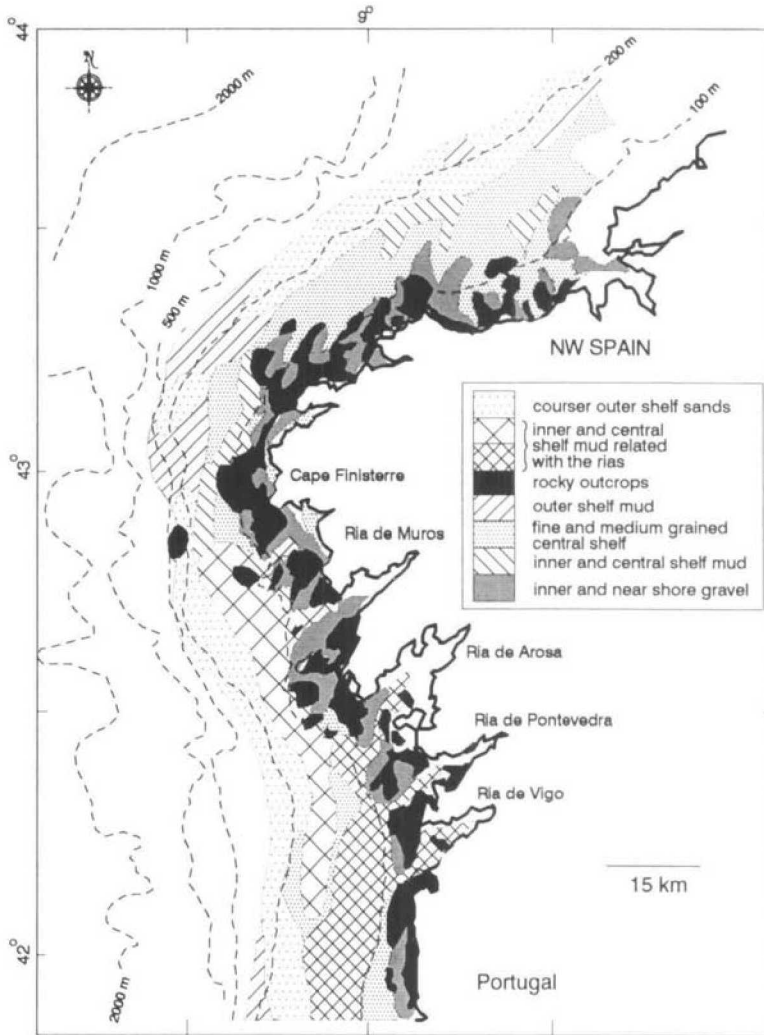 9°
44°
N
2000 m
200 m
100 m
1000 m
500 m
NW SPAIN
courser outer shelf sands
inner and central
shelf mud related
with the rias
rocky outcrops
outer shelf mud
fine and medium grained
central shelf
inner and central shelf mud
inner and near shore gravel
43°
Cape Finisterre
Ria de Muros
Ria de Arosa
Ria de Pontevedra
Ria de Vigo
15 km
42°
2000 m
Portugal